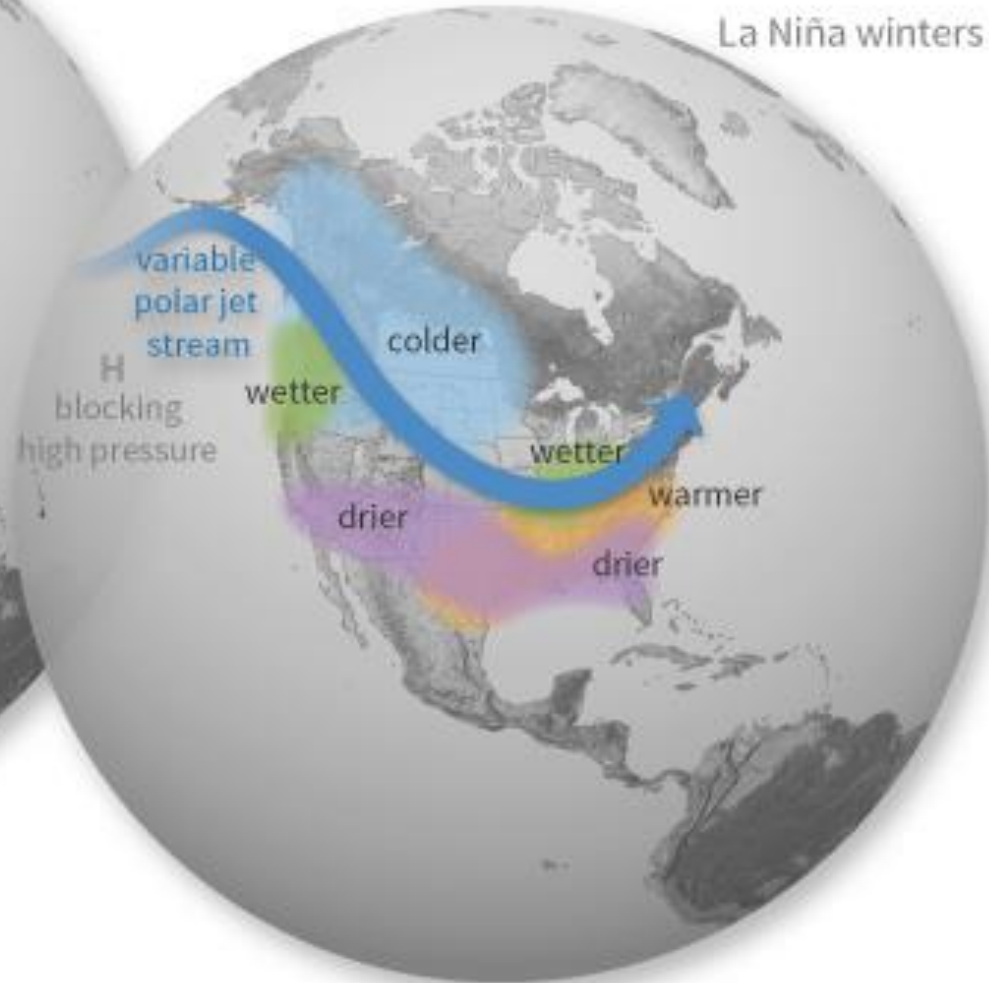 La Niña winters
variable
polar jet
stream
H
blocking
high pressure
colder
wetter
wetter
warmer
drier
drier